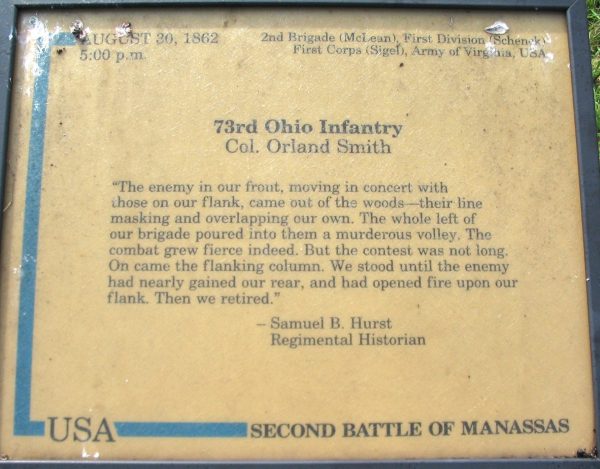 AUGUST 30, 1862
5:00 p.m.
2nd Brigade (McLean), First Division (Schenck)
First Corps (Sigel), Army of Virginia, USA
73rd Ohio Infantry
Col. Orland Smith
"The enemy in our front, moving in concert with
those on our flank, came out of the woods—their line
masking and overlapping our own. The whole left of
our brigade poured into them a murderous volley. The
combat grew fierce indeed. But the contest was not long.
On came the flanking column. We stood until the enemy
had nearly gained our rear, and had opened fire upon our
flank. Then we retired."
– Samuel B. Hurst
Regimental Historian
USA
SECOND BATTLE OF MANASSAS